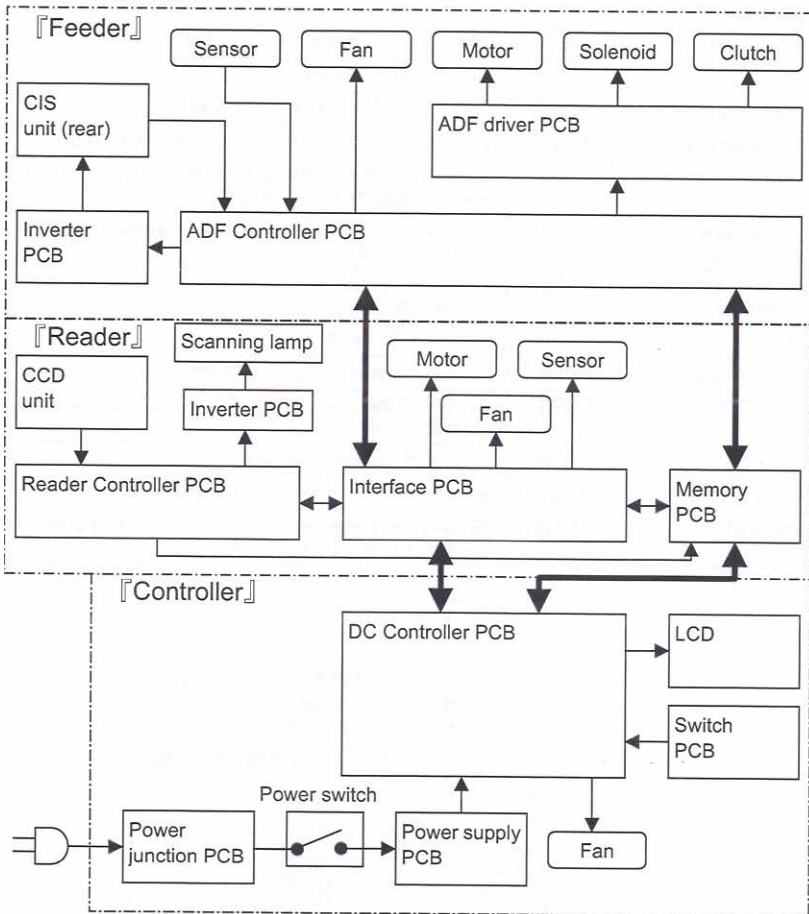 『Feeder』
Sensor
Fan
Motor
Solenoid
Clutch
CIS
unit (rear)
ADF driver PCB
Inverter
PCB
ADF Controller PCB
『Reader』
Scanning lamp
Motor
Sensor
CCD
unit
Inverter PCB
Fan
Reader Controller PCB
Interface PCB
Memory
PCB
『Controller』
DC Controller PCB
LCD
Switch
PCB
Power switch
Power
junction PCB
Power supply
PCB
Fan